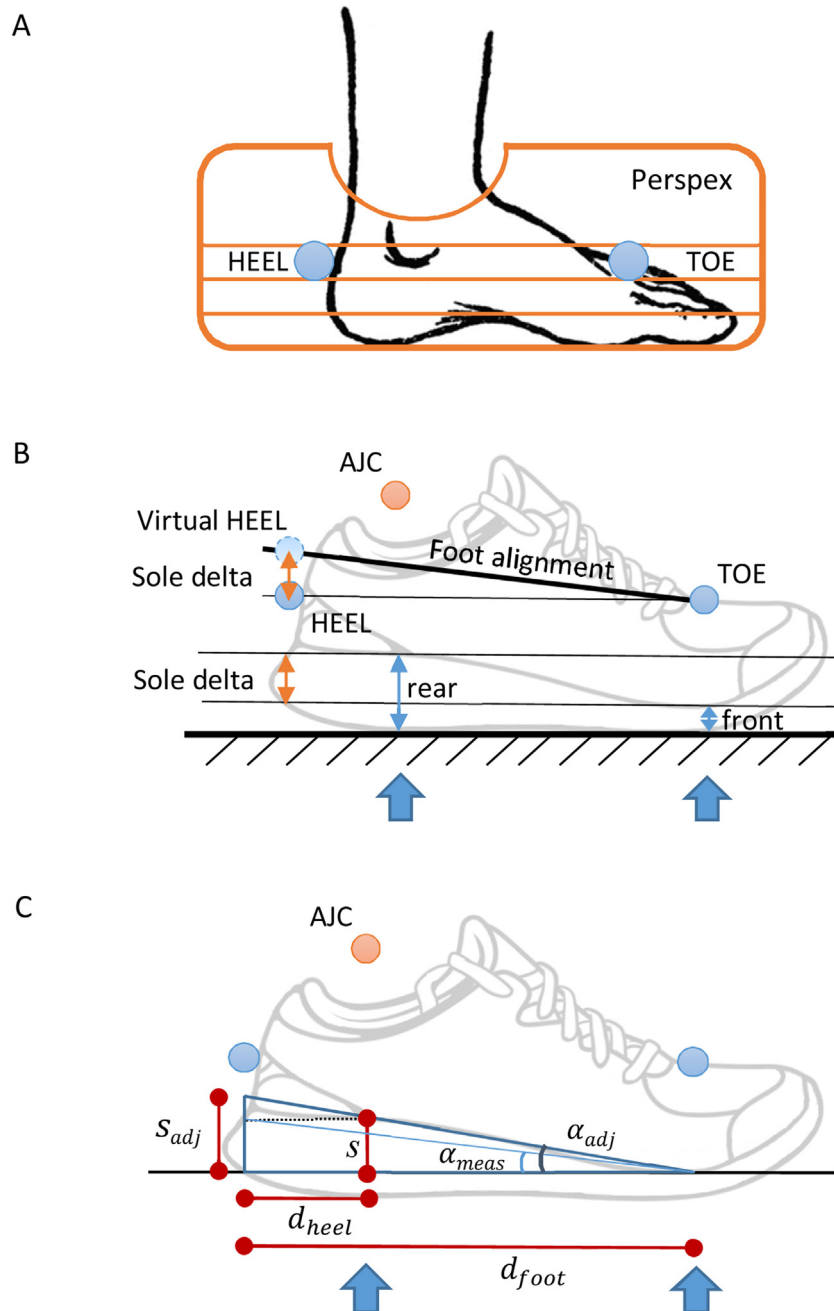 A
Perspex
HEEL
TOE
B
AJC
Virtual HEEL
Foot alignment
Sole delta
TOE
HEEL
Sole delta
rear
front
C
AJC
s_adj
s
α_meas
α_adj
d_heel
d_foot